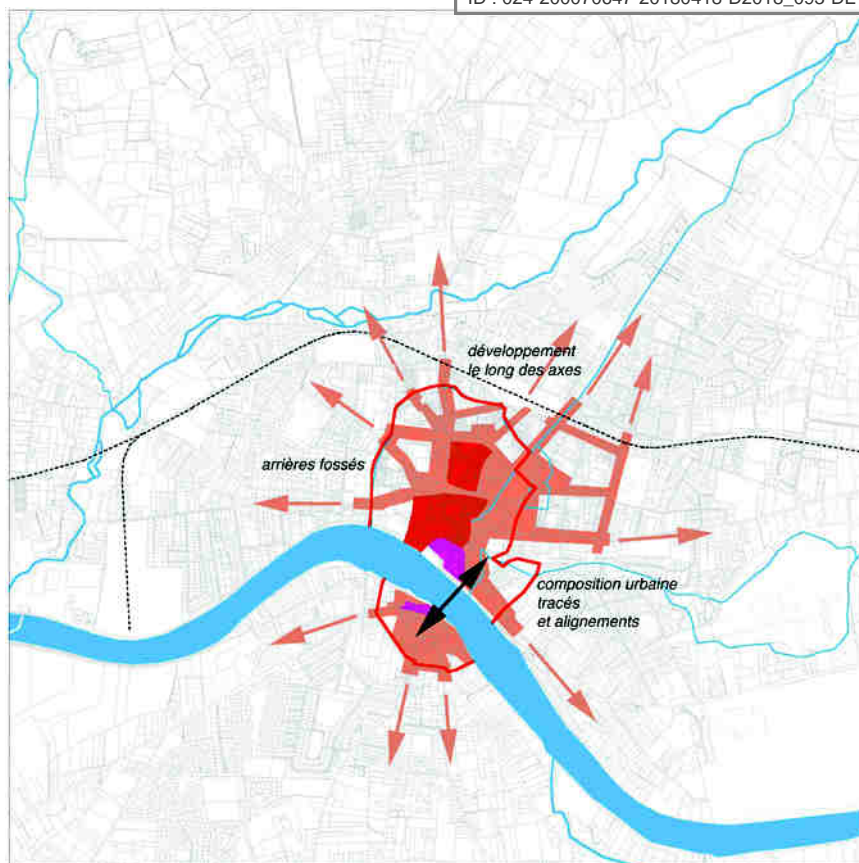 développement
le long des axes
arrières fossés
composition urbaine
tracés
et alignements